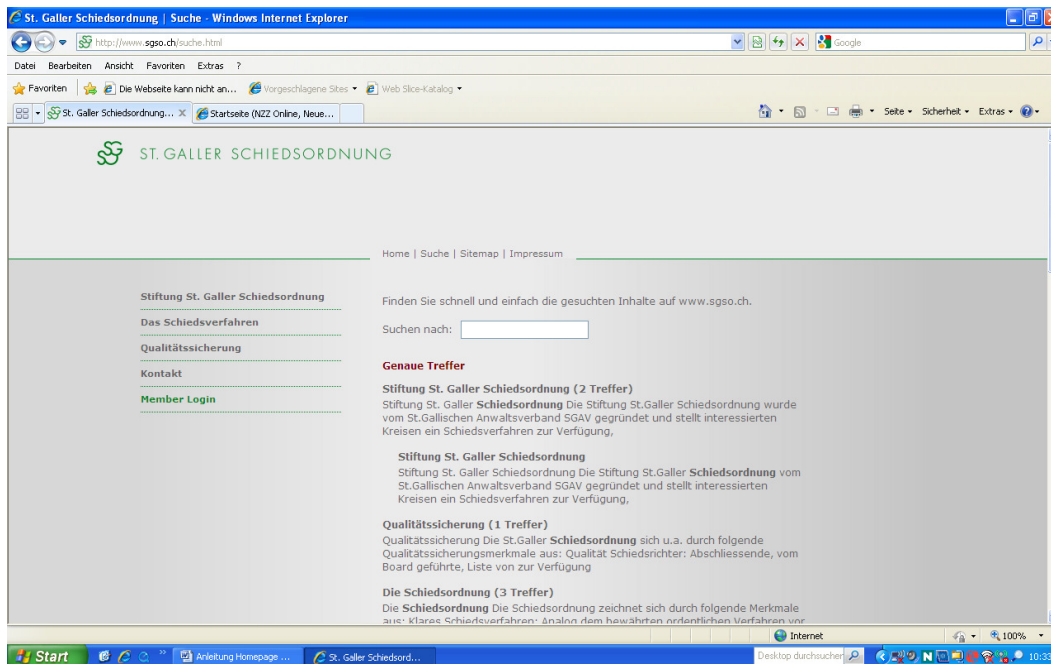 St. Galler Schiedsordnung | Suche - Windows Internet Explorer
http://www.sgso.ch/suche.html
Google
Datei Bearbeiten Ansicht Favoriten Extras ?
Favoriten Die Webseite kann nicht an... Vorgeschlagene Sites Web Slice-Katalog
St. Galler Schiedsordnung... Startseite (NZZ Online, Neue... Seite Sicherheit Extras
ST. GALLER SCHIEDSORDNUNG
Home | Suche | Sitemap | Impressum
Stiftung St. Galler Schiedsordnung
Das Schiedsverfahren
Qualitätssicherung
Kontakt
Member Login
Finden Sie schnell und einfach die gesuchten Inhalte auf www.sgso.ch.
Suchen nach:
Genaue Treffer
Stiftung St. Galler Schiedsordnung (2 Treffer)
Stiftung St. Galler Schiedsordnung Die Stiftung St.Galler Schiedsordnung wurde
vom St.Gallischen Anwaltsverband SGAV gegründet und stellt interessierten
Kreisen ein Schiedsverfahren zur Verfügung,
Stiftung St. Galler Schiedsordnung
Stiftung St. Galler Schiedsordnung Die Stiftung St.Galler Schiedsordnung vom
St.Gallischen Anwaltsverband SGAV gegründet und stellt interessierten
Kreisen ein Schiedsverfahren zur Verfügung,
Qualitätssicherung (1 Treffer)
Qualitätssicherung Die St.Galler Schiedsordnung sich u.a. durch folgende
Qualitätssicherungsmerkmale aus: Qualität Schiedsrichter: Abschliessende, vom
Board geführte, Liste von zur Verfügung
Die Schiedsordnung (3 Treffer)
Die Schiedsordnung Die Schiedsordnung zeichnet sich durch folgende Merkmale
aus: Klares Schiedsverfahren: Analog dem bewährten ordentlichen Verfahren vor
Internet 100%
Start Anleitung Homepage ... St. Galler Schiedsord... Desktop durchsuchen 10:33